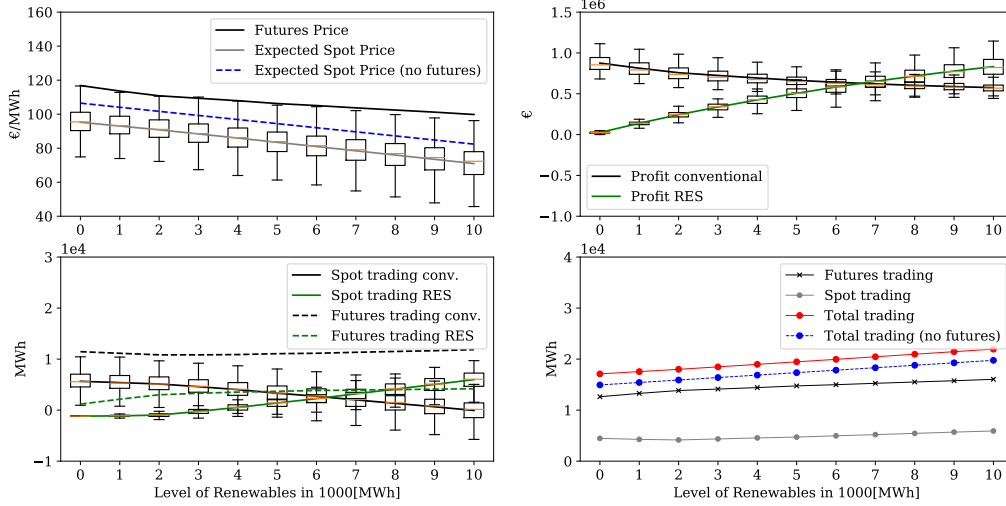 160
140
120
100
80
60
40
€/MWh
Futures Price
Expected Spot Price
Expected Spot Price (no futures)
0 1 2 3 4 5 6 7 8 9 10
1e6
1.5
1.0
0.5
0.0
−0.5
−1.0
€
Profit conventional
Profit RES
0 1 2 3 4 5 6 7 8 9 10
1e4
3
2
1
0
−1
MWh
Spot trading conv.
Spot trading RES
Futures trading conv.
Futures trading RES
0 1 2 3 4 5 6 7 8 9 10
Level of Renewables in 1000[MWh]
1e4
4
3
2
1
0
MWh
Futures trading
Spot trading
Total trading
Total trading (no futures)
0 1 2 3 4 5 6 7 8 9 10
Level of Renewables in 1000[MWh]